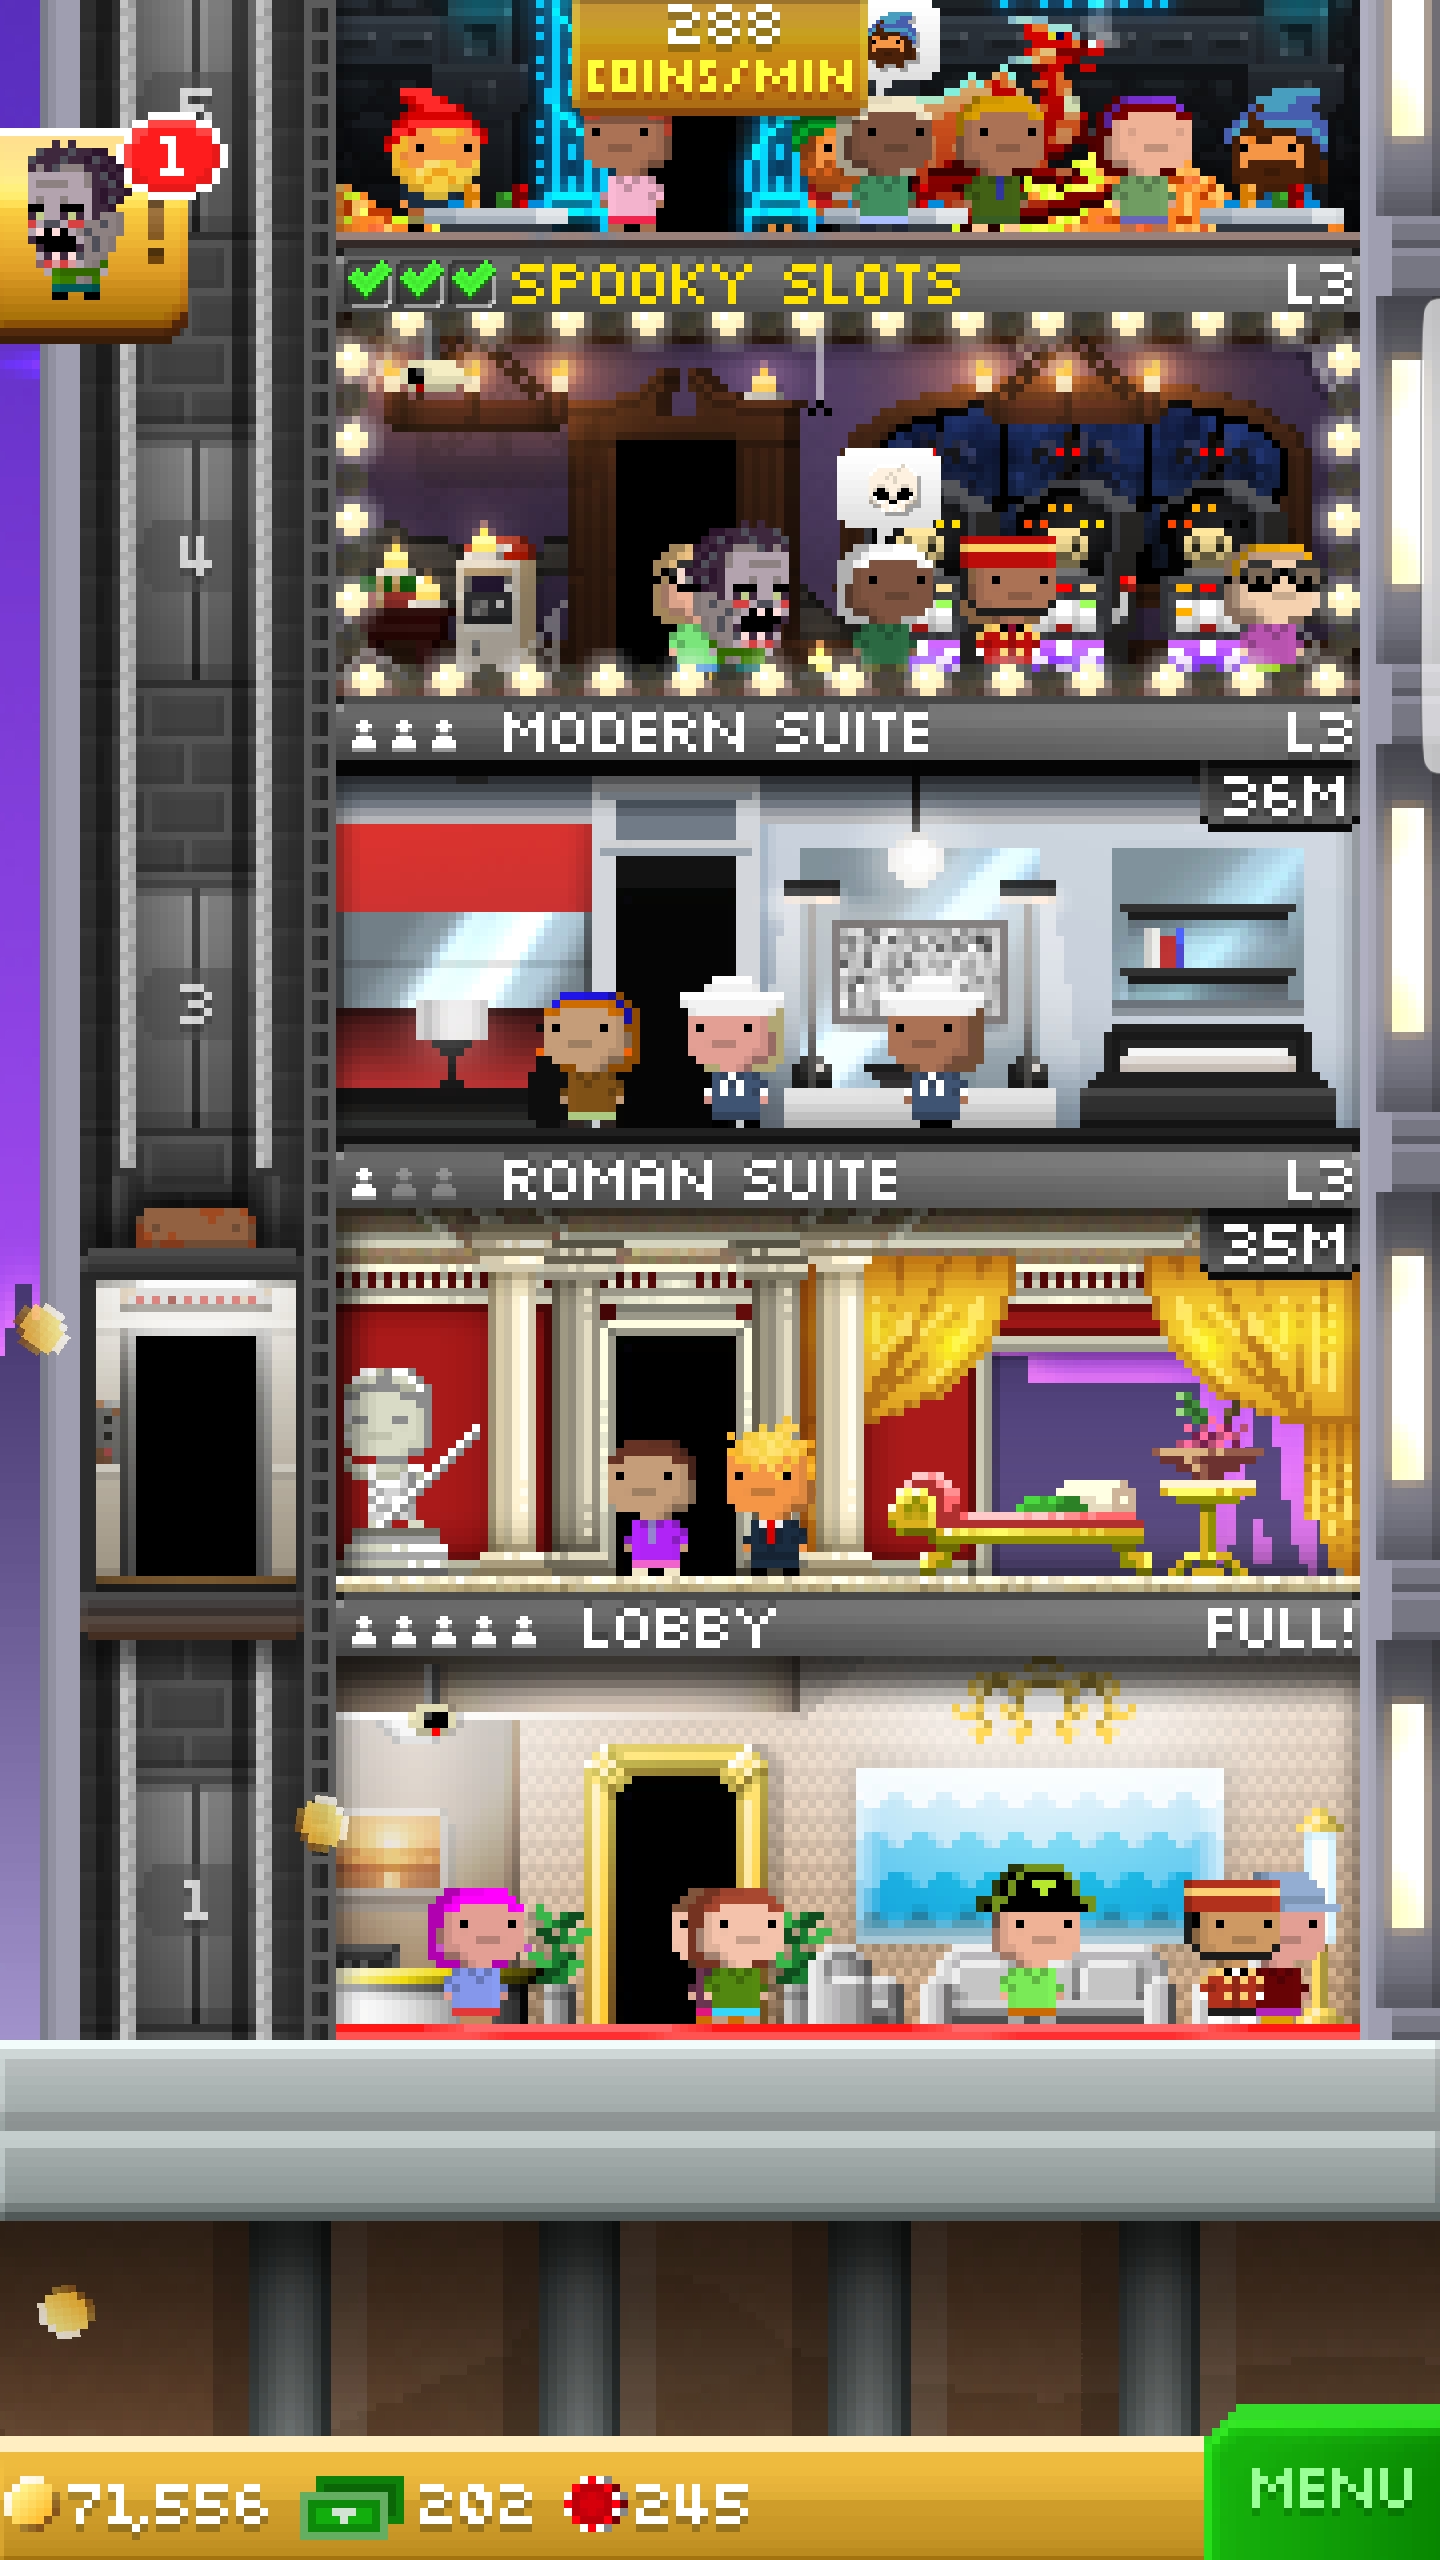 288
COINS/MIN
5
1
!
SPOOKY SLOTS L3
4
MODERN SUITE L3
36M
3
ROMAN SUITE L3
35M
LOBBY FULL!
1
71,556 202 245
MENU